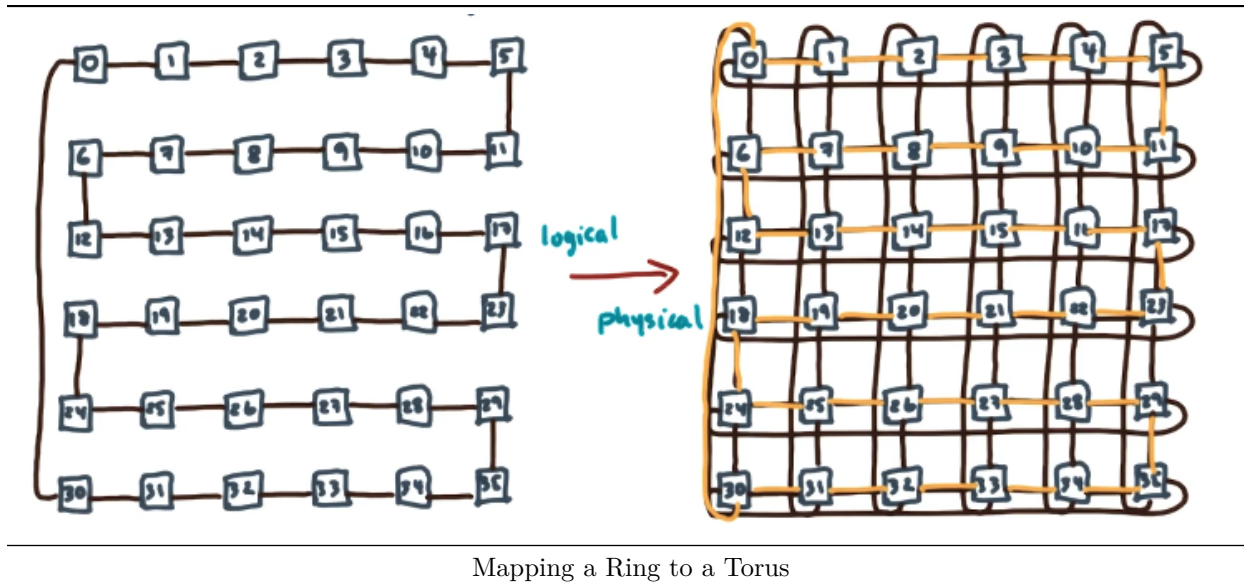 0 1 2 3 4 5
6 7 8 9 10 11
12 13 14 15 16 17
18 19 20 21 22 23
24 25 26 27 28 29
30 31 32 33 34 35
logical
physical
0 1 2 3 4 5
6 7 8 9 10 11
12 13 14 15 16 17
18 19 20 21 22 23
24 25 26 27 28 29
30 31 32 33 34 35
Mapping a Ring to a Torus